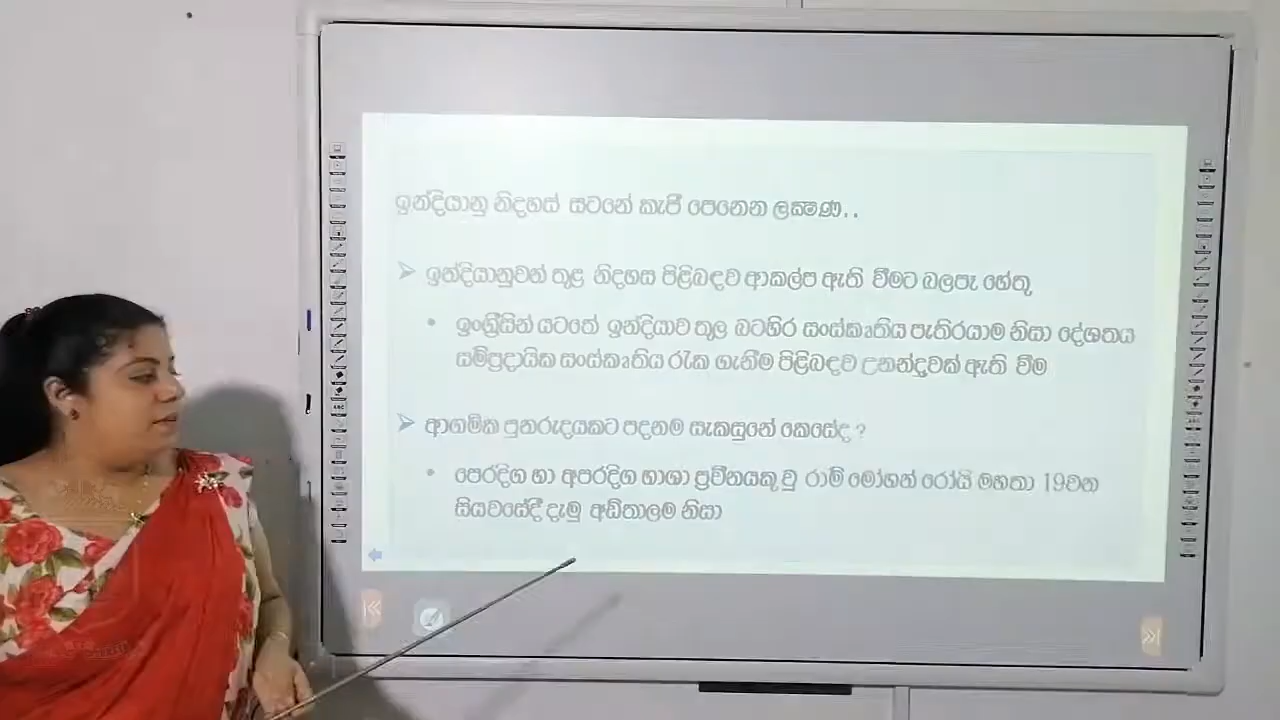 ඉන්දියානු නිදහස් සටනේ කැපී පෙනෙන ලක්ෂණ..
ඉන්දියානුවන් තුළ නිදහස පිළිබඳව ආකල්ප ඇති වීමට බලපෑ හේතු
ඉංග්‍රීසීන් යටතේ ඉන්දියාව තුල බටහිර සංස්කෘතිය පැතිරයාම නිසා දේශතය
සම්ප්‍රදායික සංස්කෘතිය රැක ගැනීම පිළිබඳව උනන්දුවක් ඇති වීම
ආගමික පුනරුදයකට පදනම සැකසුනේ කෙසේද ?
පෙරදිග හා අපරදිග භාශා ප්‍රවීනයකු වූ රාම් මෝහන් රෝයි මහතා 19වන
සියවසේදී දැමු අඩිතාලම නිසා
ABC